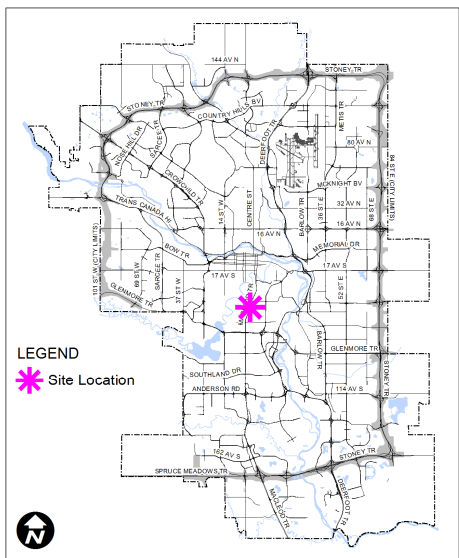 144 AV N
STONEY TR
STONEY TR
COUNTRY HILLS BV
METIS TR
DEERFOOT TR
NOSE HILL DR
SARCEE TR
80 AV N
CROWCHILD TR
MCKNIGHT BV
84 ST E (CITY LIMITS)
TRANS CANADA HI
14 ST W
CENTRE ST
BARLOW TR
36 ST E
32 AV N
68 ST E
16 AV N
16 AV N
BOW TR
MEMORIAL DR
101 ST W (CITY LIMITS)
69 ST W
SARCEE TR
37 ST W
17 AV S
17 AV S
52 ST E
GLENMORE TR
TR
LEGEND
Site Location
BARLOW TR
GLENMORE TR
SOUTHLAND DR
STONEY TR
ANDERSON RD
114 AV S
162 AV S
STONEY TR
SPRUCE MEADOWS TR
MACLEOD TR
DEERFOOT TR
N